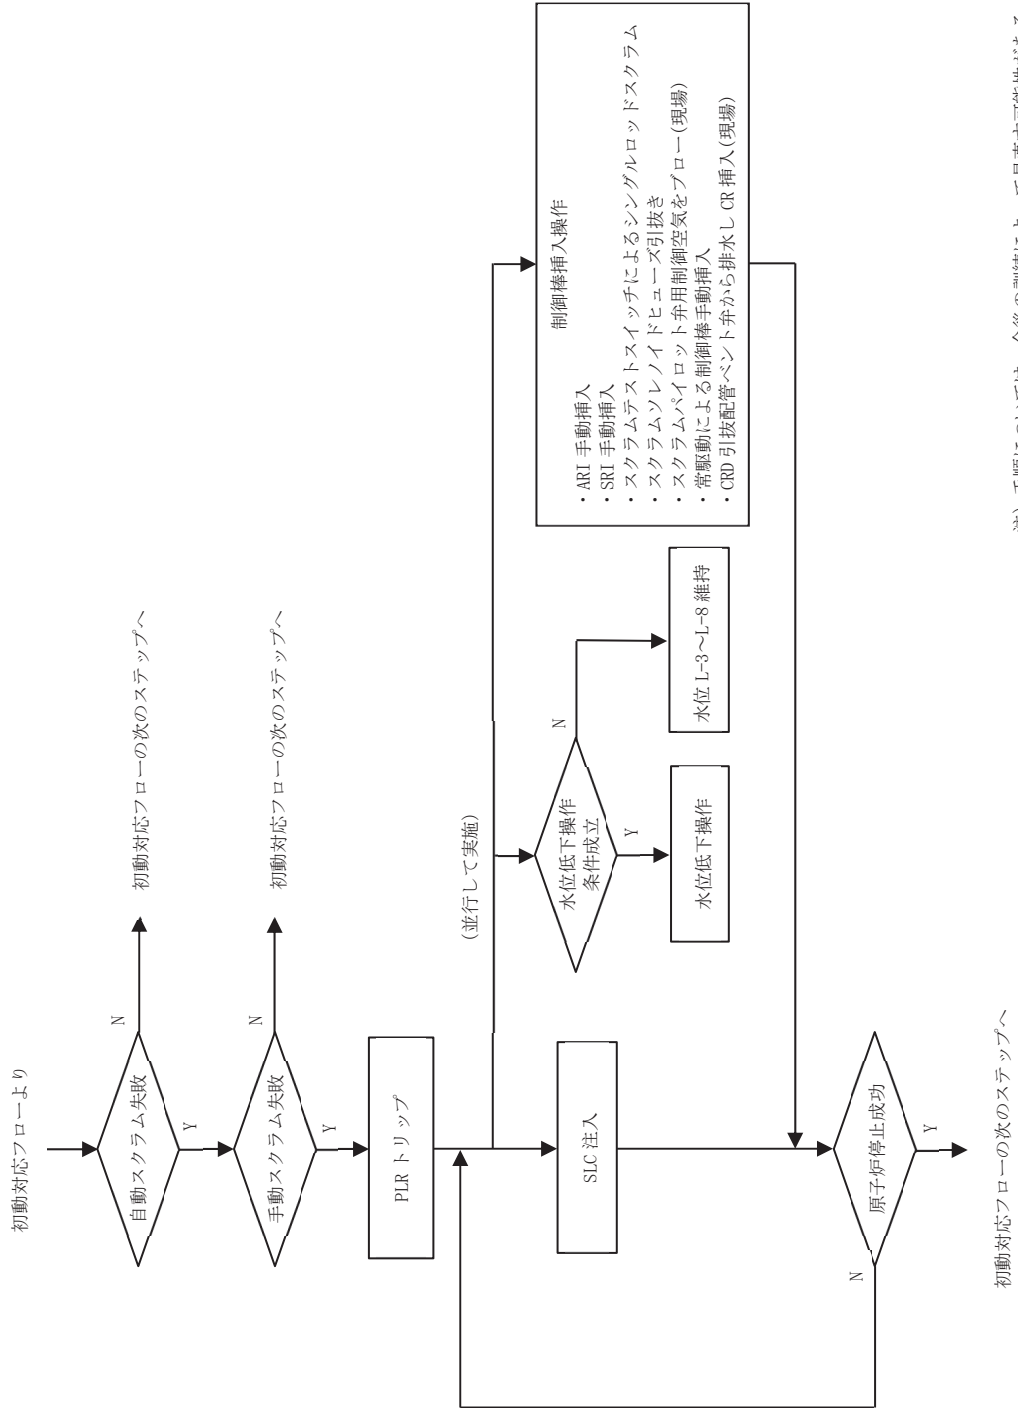 初動対応フローより
自動スクラム失敗
N
初動対応フローの次のステップへ
Y
手動スクラム失敗
N
初動対応フローの次のステップへ
Y
PLR トリップ
(並行して実施)
SLC 注入
水位低下操作
条件成立
N
Y
水位低下操作
水位 L-3～L-8 維持
制御棒挿入操作
・ARI 手動挿入
・SRI 手動挿入
・スクラムテストスイッチによるシングルロッドスクラム
・スクラムソレノイドヒューズ引抜き
・スクラムパイロット弁用制御空気をブロー(現場)
・常駆動による制御棒手動挿入
・CRD 引抜配管ベント弁から排水し CR 挿入(現場)
原子炉停止成功
N
Y
初動対応フローの次のステップへ